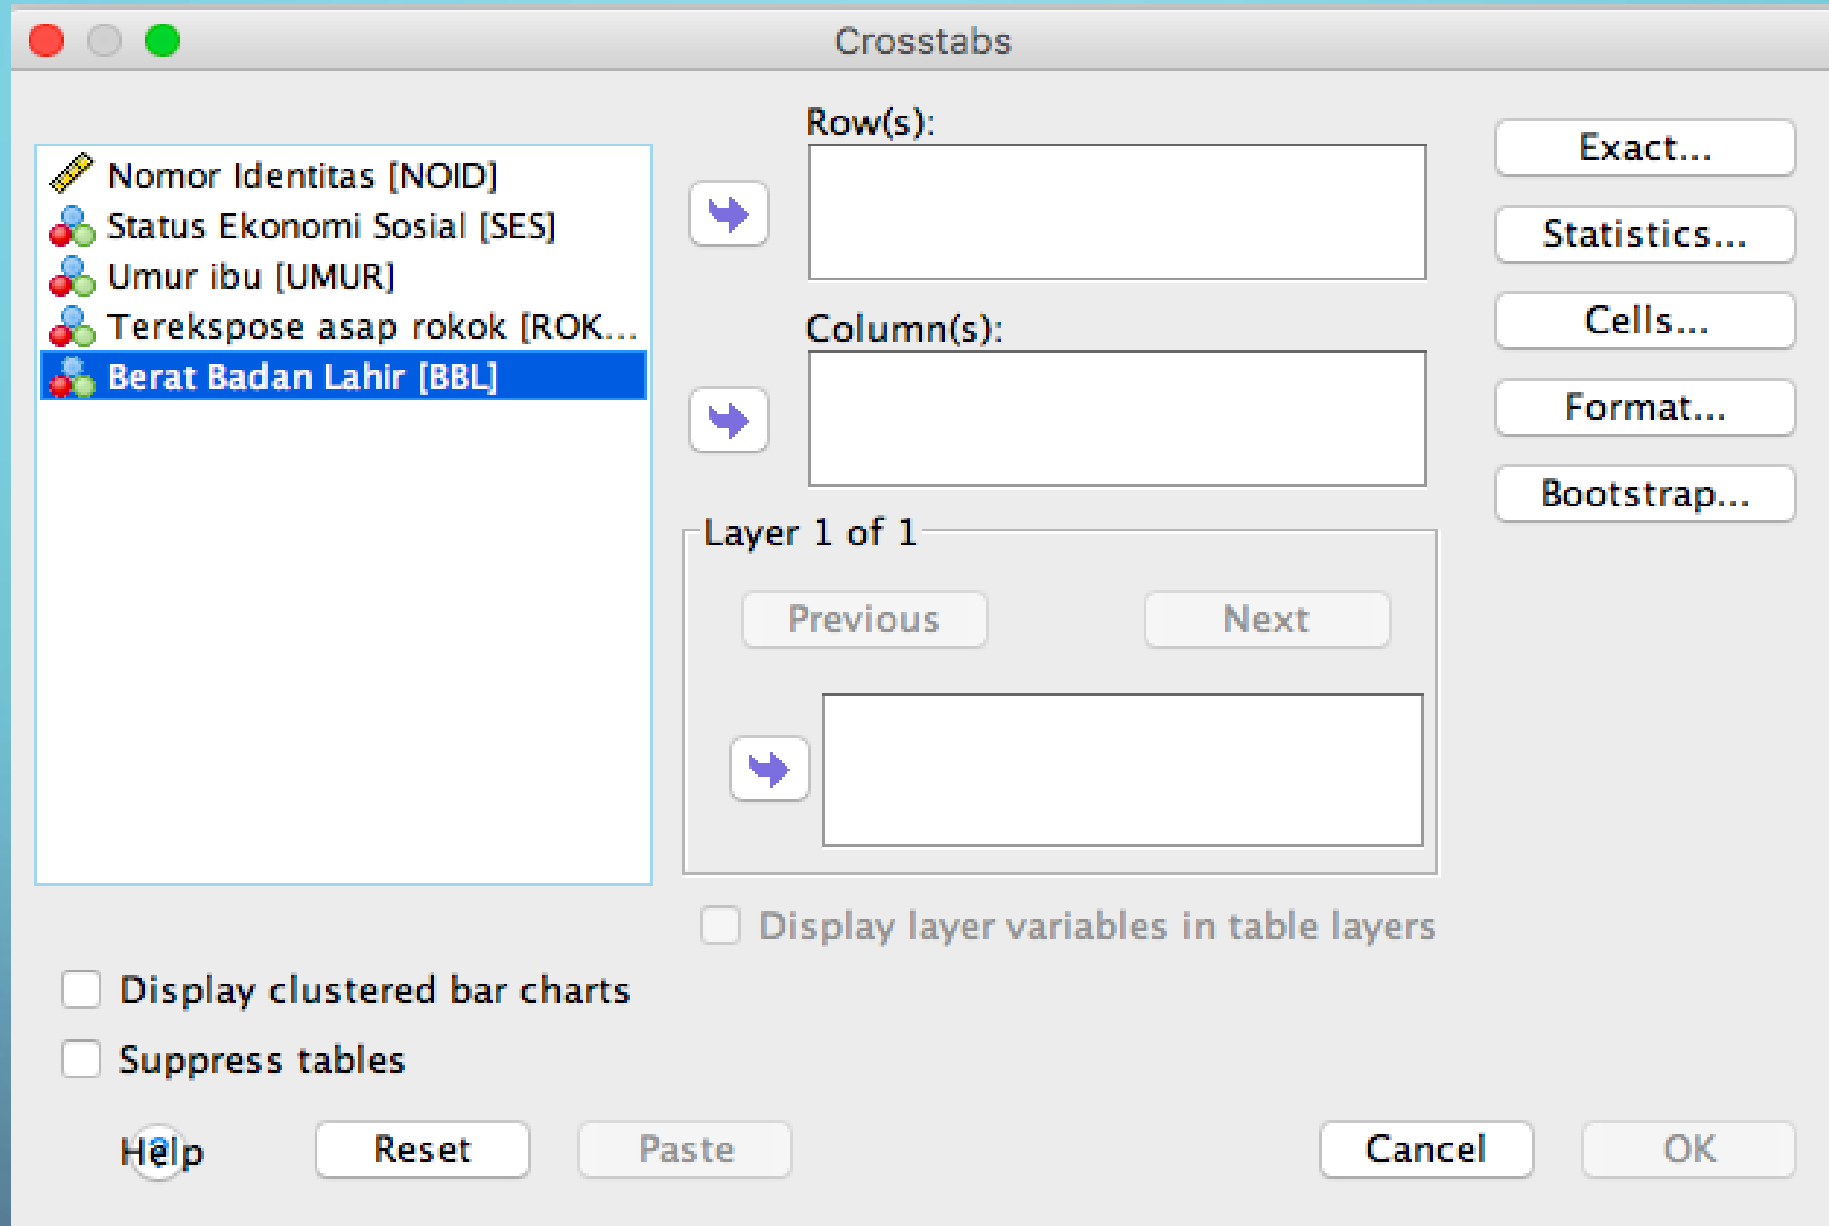 Crosstabs
Nomor Identitas [NOID]
Status Ekonomi Sosial [SES]
Umur ibu [UMUR]
Terekspose asap rokok [ROK...
Berat Badan Lahir [BBL]
Row(s):
Column(s):
Layer 1 of 1
Previous
Next
Display layer variables in table layers
Exact...
Statistics...
Cells...
Format...
Bootstrap...
Display clustered bar charts
Suppress tables
Help
Reset
Paste
Cancel
OK